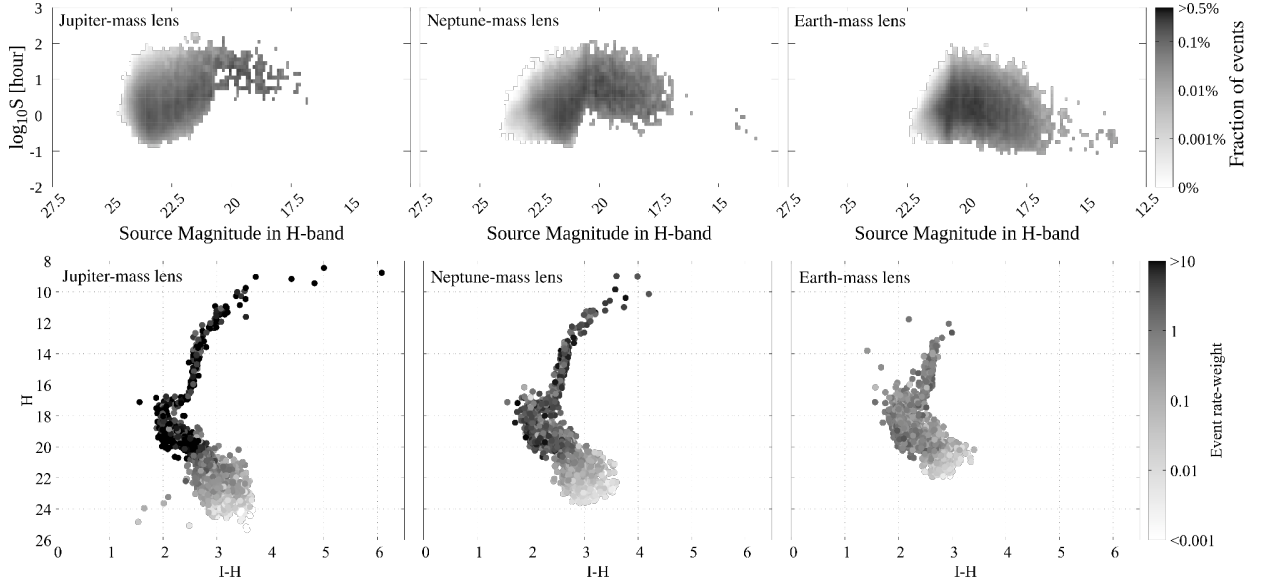 Jupiter-mass lens
Neptune-mass lens
Earth-mass lens
3
2
1
0
-1
-2
log10S [hour]
27.5 25 22.5 20 17.5 15
27.5 25 22.5 20 17.5 15
27.5 25 22.5 20 17.5 15 12.5
Source Magnitude in H-band
Source Magnitude in H-band
Source Magnitude in H-band
>0.5%
0.1%
0.01%
0.001%
0%
Fraction of events
Jupiter-mass lens
Neptune-mass lens
Earth-mass lens
8
10
12
14
16
18
20
22
24
26
H
0 1 2 3 4 5 6
0 1 2 3 4 5 6
0 1 2 3 4 5 6
I-H
I-H
I-H
>10
1
0.1
0.01
<0.001
Event rate-weight